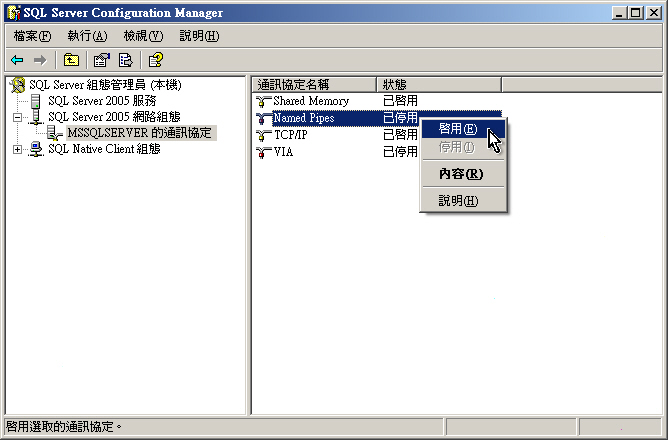 SQL Server Configuration Manager
檔案(F) 執行(A) 檢視(V) 說明(H)
SQL Server 組態管理員 (本機)
SQL Server 2005 服務
SQL Server 2005 網路組態
MSSQLSERVER 的通訊協定
SQL Native Client 組態
通訊協定名稱 狀態
Shared Memory 已啓用
Named Pipes 已停用
TCP/IP 已啓用
VIA 已停用
啓用(E)
停用(I)
內容(R)
說明(H)
啓用選取的通訊協定。